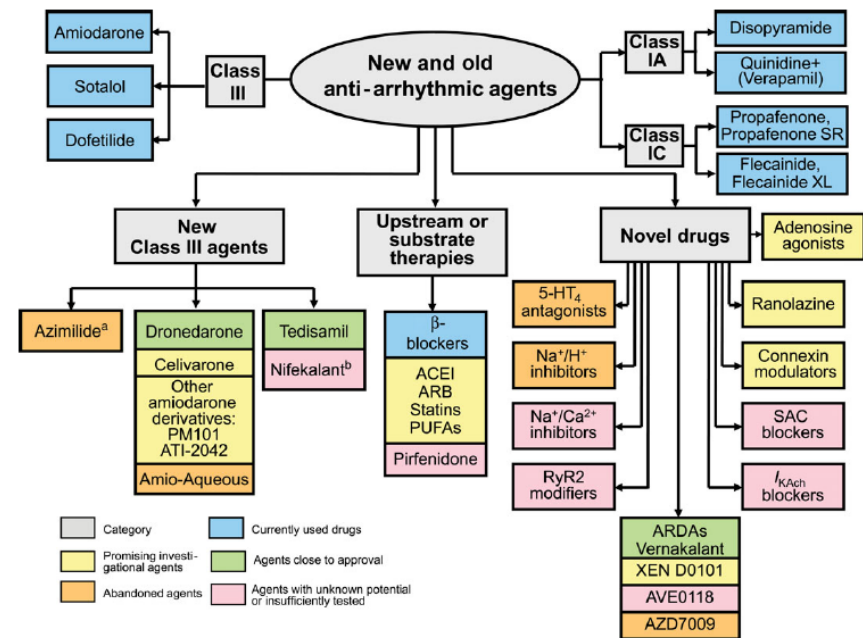 Amiodarone
Sotalol
Dofetilide
Class
III
New and old
anti-arrhythmic agents
Class
IA
Disopyramide
Quinidine+
(Verapamil)
Class
IC
Propafenone,
Propafenone SR
Flecainide,
Flecainide XL
New
Class III agents
Upstream or
substrate
therapies
Novel drugs
Adenosine
agonists
Azimilideᵃ
Dronedarone
Celivarone
Other
amiodarone
derivatives:
PM101
ATI-2042
Amio-Aqueous
Tedisamil
Nifekalantᵇ
β-
blockers
ACEI
ARB
Statins
PUFAs
Pirfenidone
5-HT₄
antagonists
Na⁺/H⁺
inhibitors
Na⁺/Ca²⁺
inhibitors
RyR2
modifiers
Ranolazine
Connexin
modulators
SAC
blockers
I_KAch
blockers
ARDAs
Vernakalant
XEN D0101
AVE0118
AZD7009
Category
Currently used drugs
Promising investi-
gational agents
Agents close to approval
Abandoned agents
Agents with unknown potential
or insufficiently tested